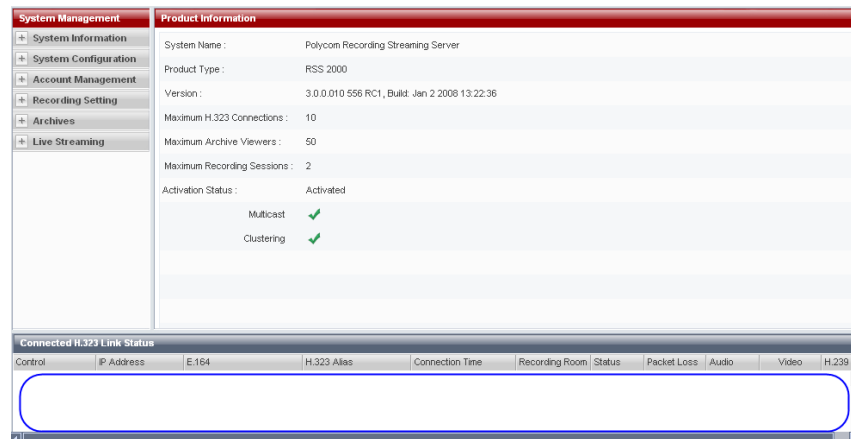 System Management
System Information
System Configuration
Account Management
Recording Setting
Archives
Live Streaming
Product Information
System Name : Polycom Recording Streaming Server
Product Type : RSS 2000
Version : 3.0.0.010 556 RC1, Build: Jan 2 2008 13:22:36
Maximum H.323 Connections : 10
Maximum Archive Viewers : 50
Maximum Recording Sessions : 2
Activation Status : Activated
Multicast
Clustering
Connected H.323 Link Status
Control IP Address E.164 H.323 Alias Connection Time Recording Room Status Packet Loss Audio Video H.239